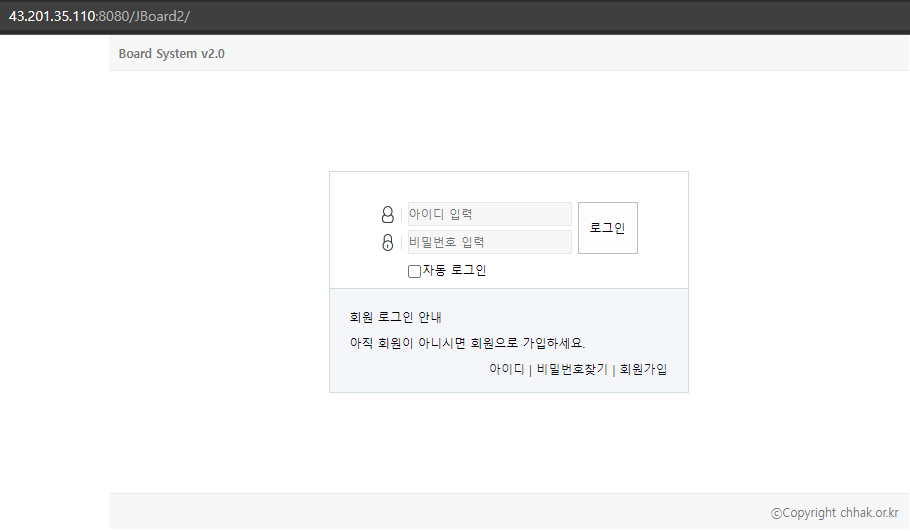 43.201.35.110:8080/JBoard2/
Board System v2.0
아이디 입력
비밀번호 입력
로그인
자동 로그인
회원 로그인 안내
아직 회원이 아니시면 회원으로 가입하세요.
아이디 | 비밀번호찾기 | 회원가입
ⓒCopyright chhak.or.kr